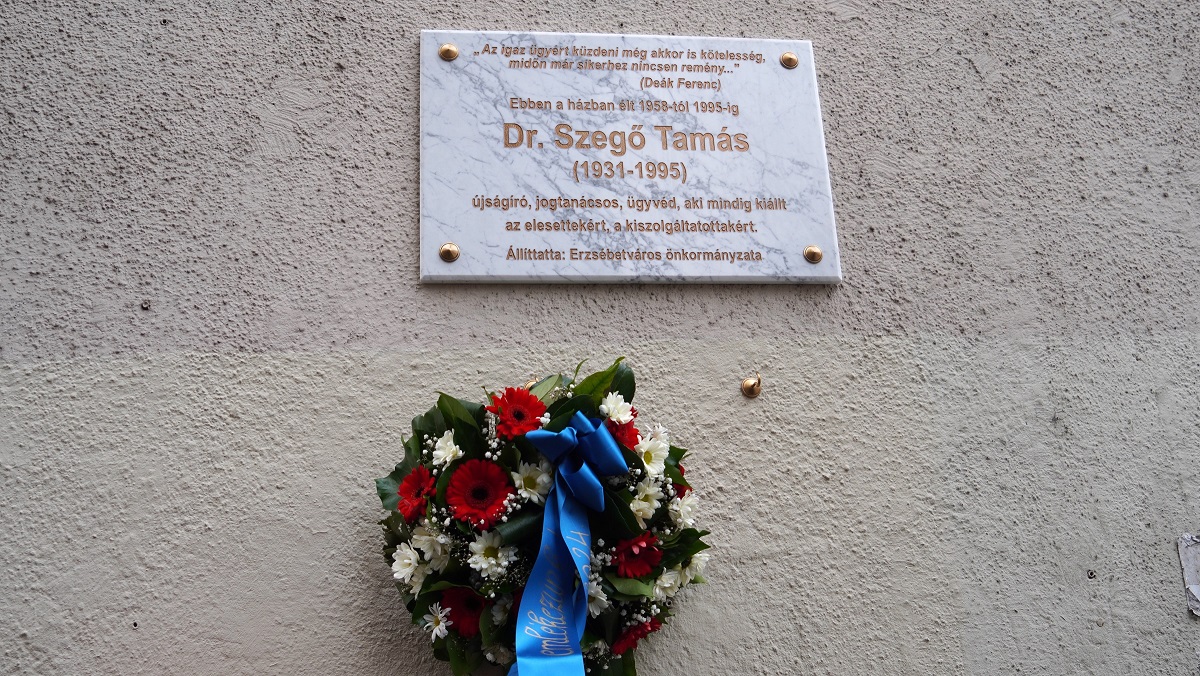 „Az igaz ügyért küzdeni még akkor is kötelesség,
midőn már sikerhez nincsen remény..."
(Deák Ferenc)
Ebben a házban élt 1958-tól 1995-ig
Dr. Szegő Tamás
(1931-1995)
újságíró, jogtanácsos, ügyvéd, aki mindig kiállt
az elesettekért, a kiszolgáltatottakért.
Állíttatta: Erzsébetváros önkormányzata